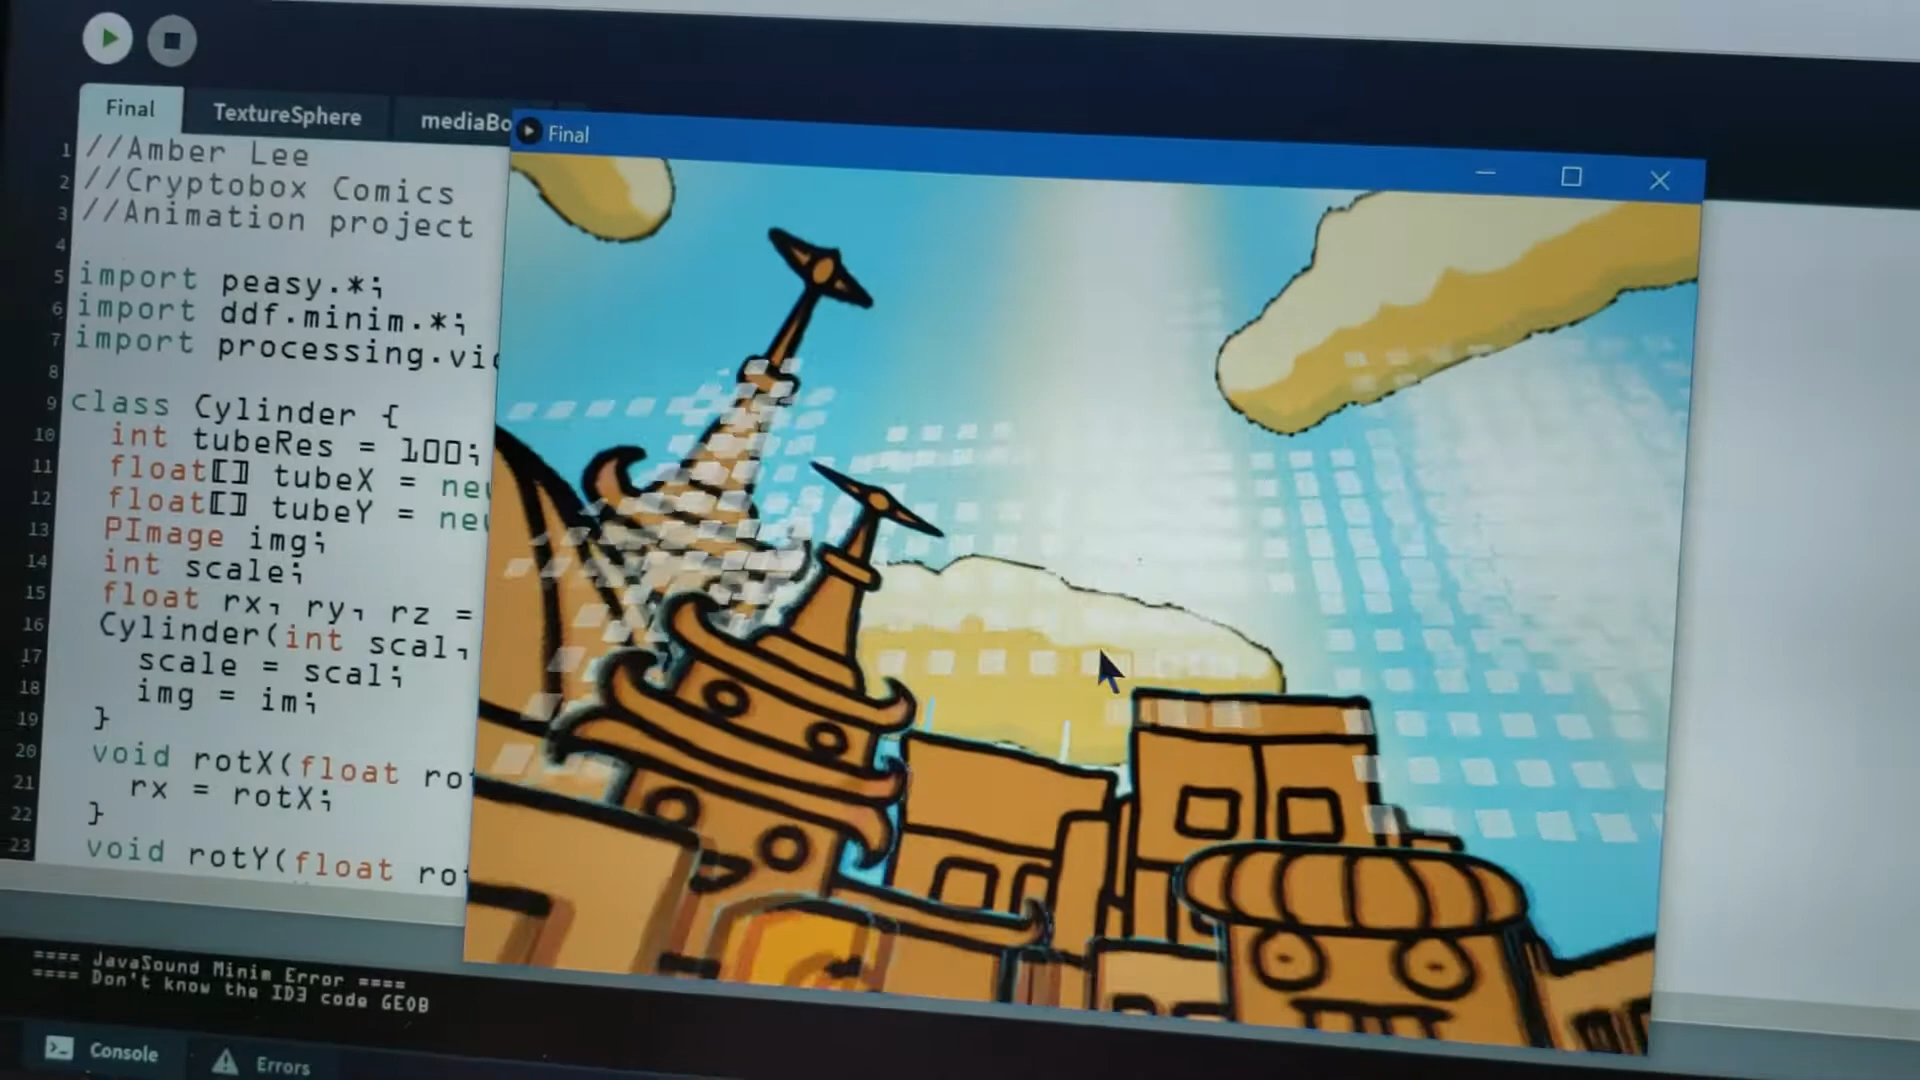 Final
TextureSphere
mediaBo
Final
1 //Amber Lee
2 //Cryptobox Comics
3 //Animation project
4
5 import peasy.*;
6 import ddf.minim.*;
7 import processing.vi
8
9 class Cylinder {
10 int tubeRes = 100;
11 float[] tubeX = ne
12 float[] tubeY = ne
13 PImage img;
14 int scale;
15 float rx, ry, rz =
16 Cylinder(int scal,
17 scale = scal;
18 img = im;
19 }
20 void rotX(float ro
21 rx = rotX;
22 }
23 void rotY(float ro
==== JavaSound Minim Error ====
==== Don't know the ID3 code GEOB
Console
Errors